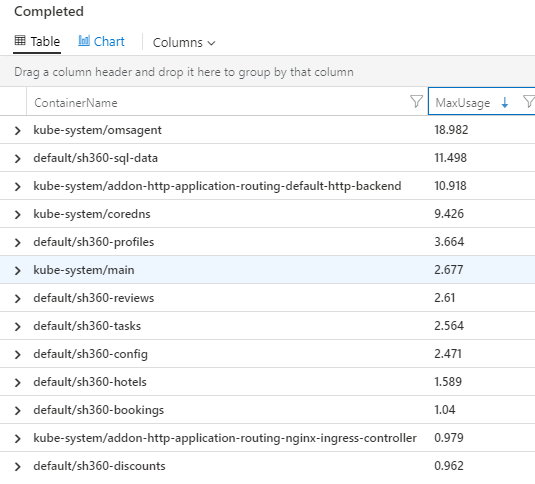 Completed
Table Chart Columns
Drag a column header and drop it here to group by that column
ContainerName MaxUsage
kube-system/omsagent 18.982
default/sh360-sql-data 11.498
kube-system/addon-http-application-routing-default-http-backend 10.918
kube-system/coredns 9.426
default/sh360-profiles 3.664
kube-system/main 2.677
default/sh360-reviews 2.61
default/sh360-tasks 2.564
default/sh360-config 2.471
default/sh360-hotels 1.589
default/sh360-bookings 1.04
kube-system/addon-http-application-routing-nginx-ingress-controller 0.979
default/sh360-discounts 0.962